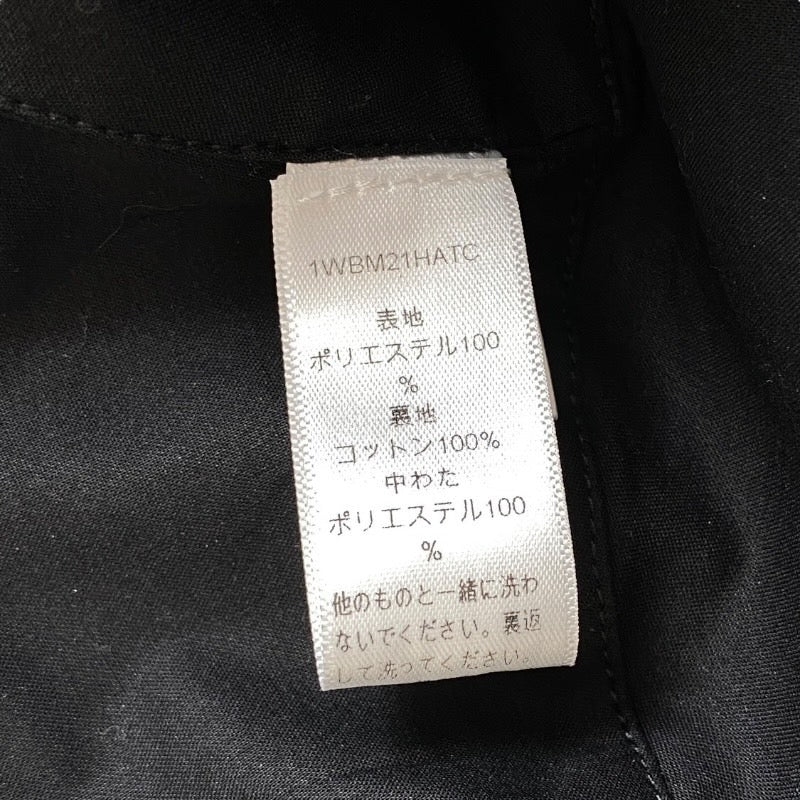 1WBM21HATC
表地
ポリエステル100
%
裏地
コットン100%
中わた
ポリエステル100
%
他のものと一緒に洗わ
ないでください。裏返
して洗ってください。